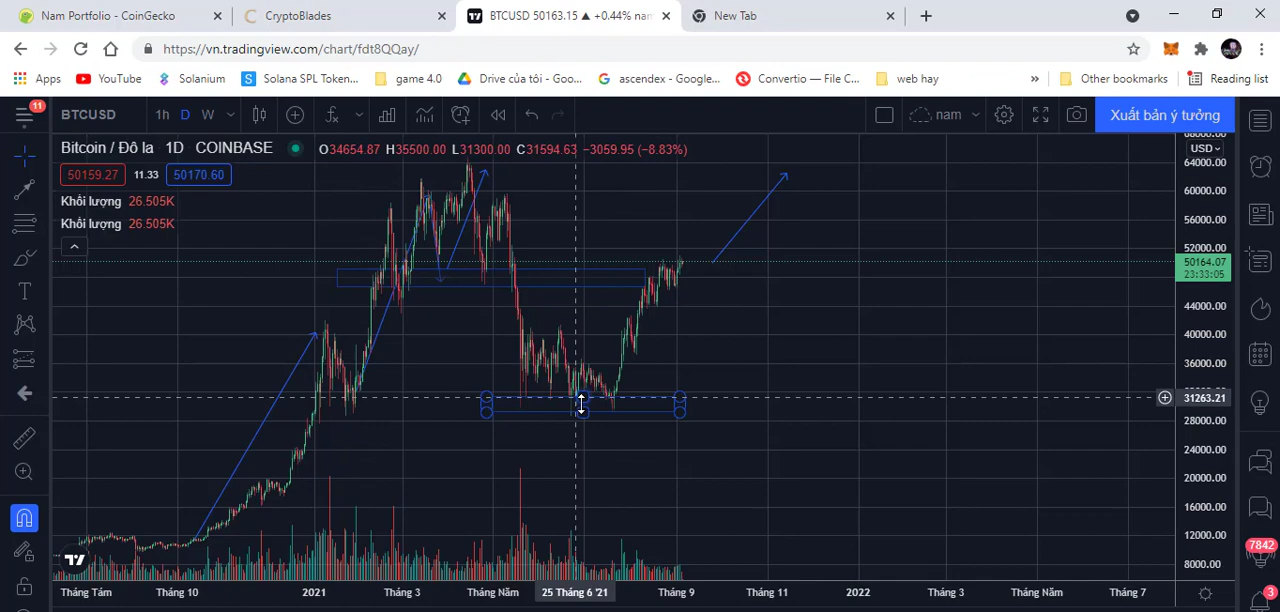 Nam Portfolio - CoinGecko
CryptoBlades
BTCUSD 50163.15 ▲ +0.44% nam
New Tab
https://vn.tradingview.com/chart/fdt8QQay/
Apps YouTube Solanium Solana SPL Token... game 4.0 Drive của tôi - Goo... ascendex - Google... Convertio — File C... web hay » Other bookmarks Reading list
11 BTCUSD 1h D W nam Xuất bản ý tưởng
Bitcoin / Đô la 1D COINBASE O34654.87 H35500.00 L31300.00 C31594.63 −3059.95 (−8.83%)
USD
50159.27 11.33 50170.60
Khối lượng 26.505K
Khối lượng 26.505K
64000.00
60000.00
56000.00
52000.00
50164.07
23:33:05
44000.00
40000.00
36000.00
31263.21
28000.00
24000.00
20000.00
16000.00
12000.00
8000.00
7842
3
Tháng Tám Tháng 10 2021 Tháng 3 Tháng Năm 25 Tháng 6 '21 Tháng 9 Tháng 11 2022 Tháng 3 Tháng Năm Tháng 7